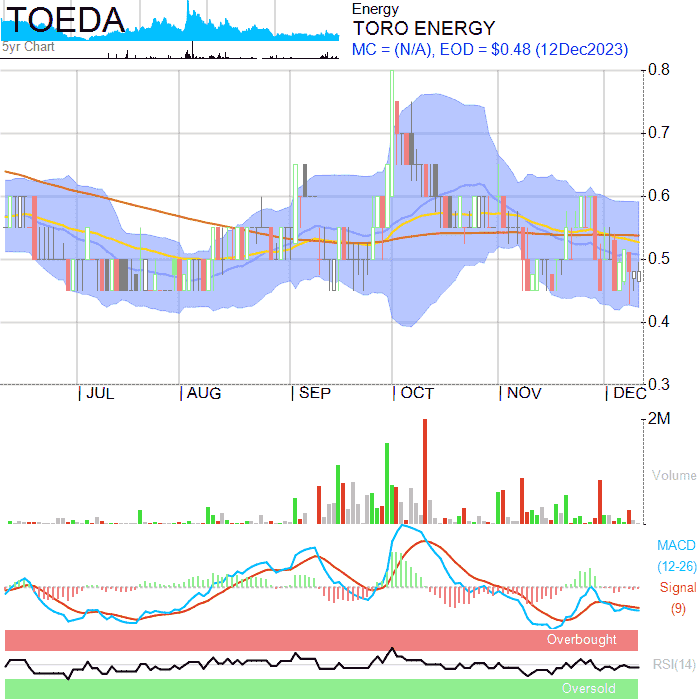 TOEDA
5yr Chart
Energy
TORO ENERGY
MC = (N/A), EOD = $0.48 (12Dec2023)
0.8
0.7
0.6
0.5
0.4
0.3
JUL
AUG
SEP
OCT
NOV
DEC
2M
Volume
MACD
(12-26)
Signal
(9)
Overbought
RSI(14)
Oversold